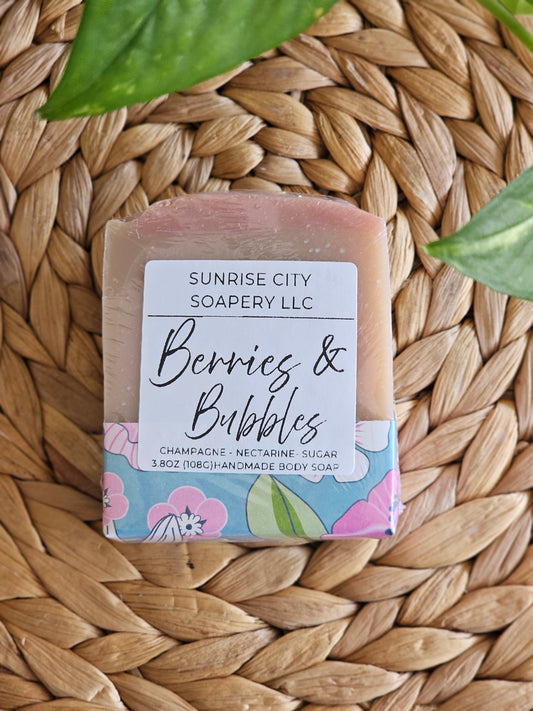 SUNRISE CITY
SOAPERY LLC
Berries &
Bubbles
CHAMPAGNE - NECTARINE- SUGAR
3.8OZ (108G)HANDMADE BODY SOAP